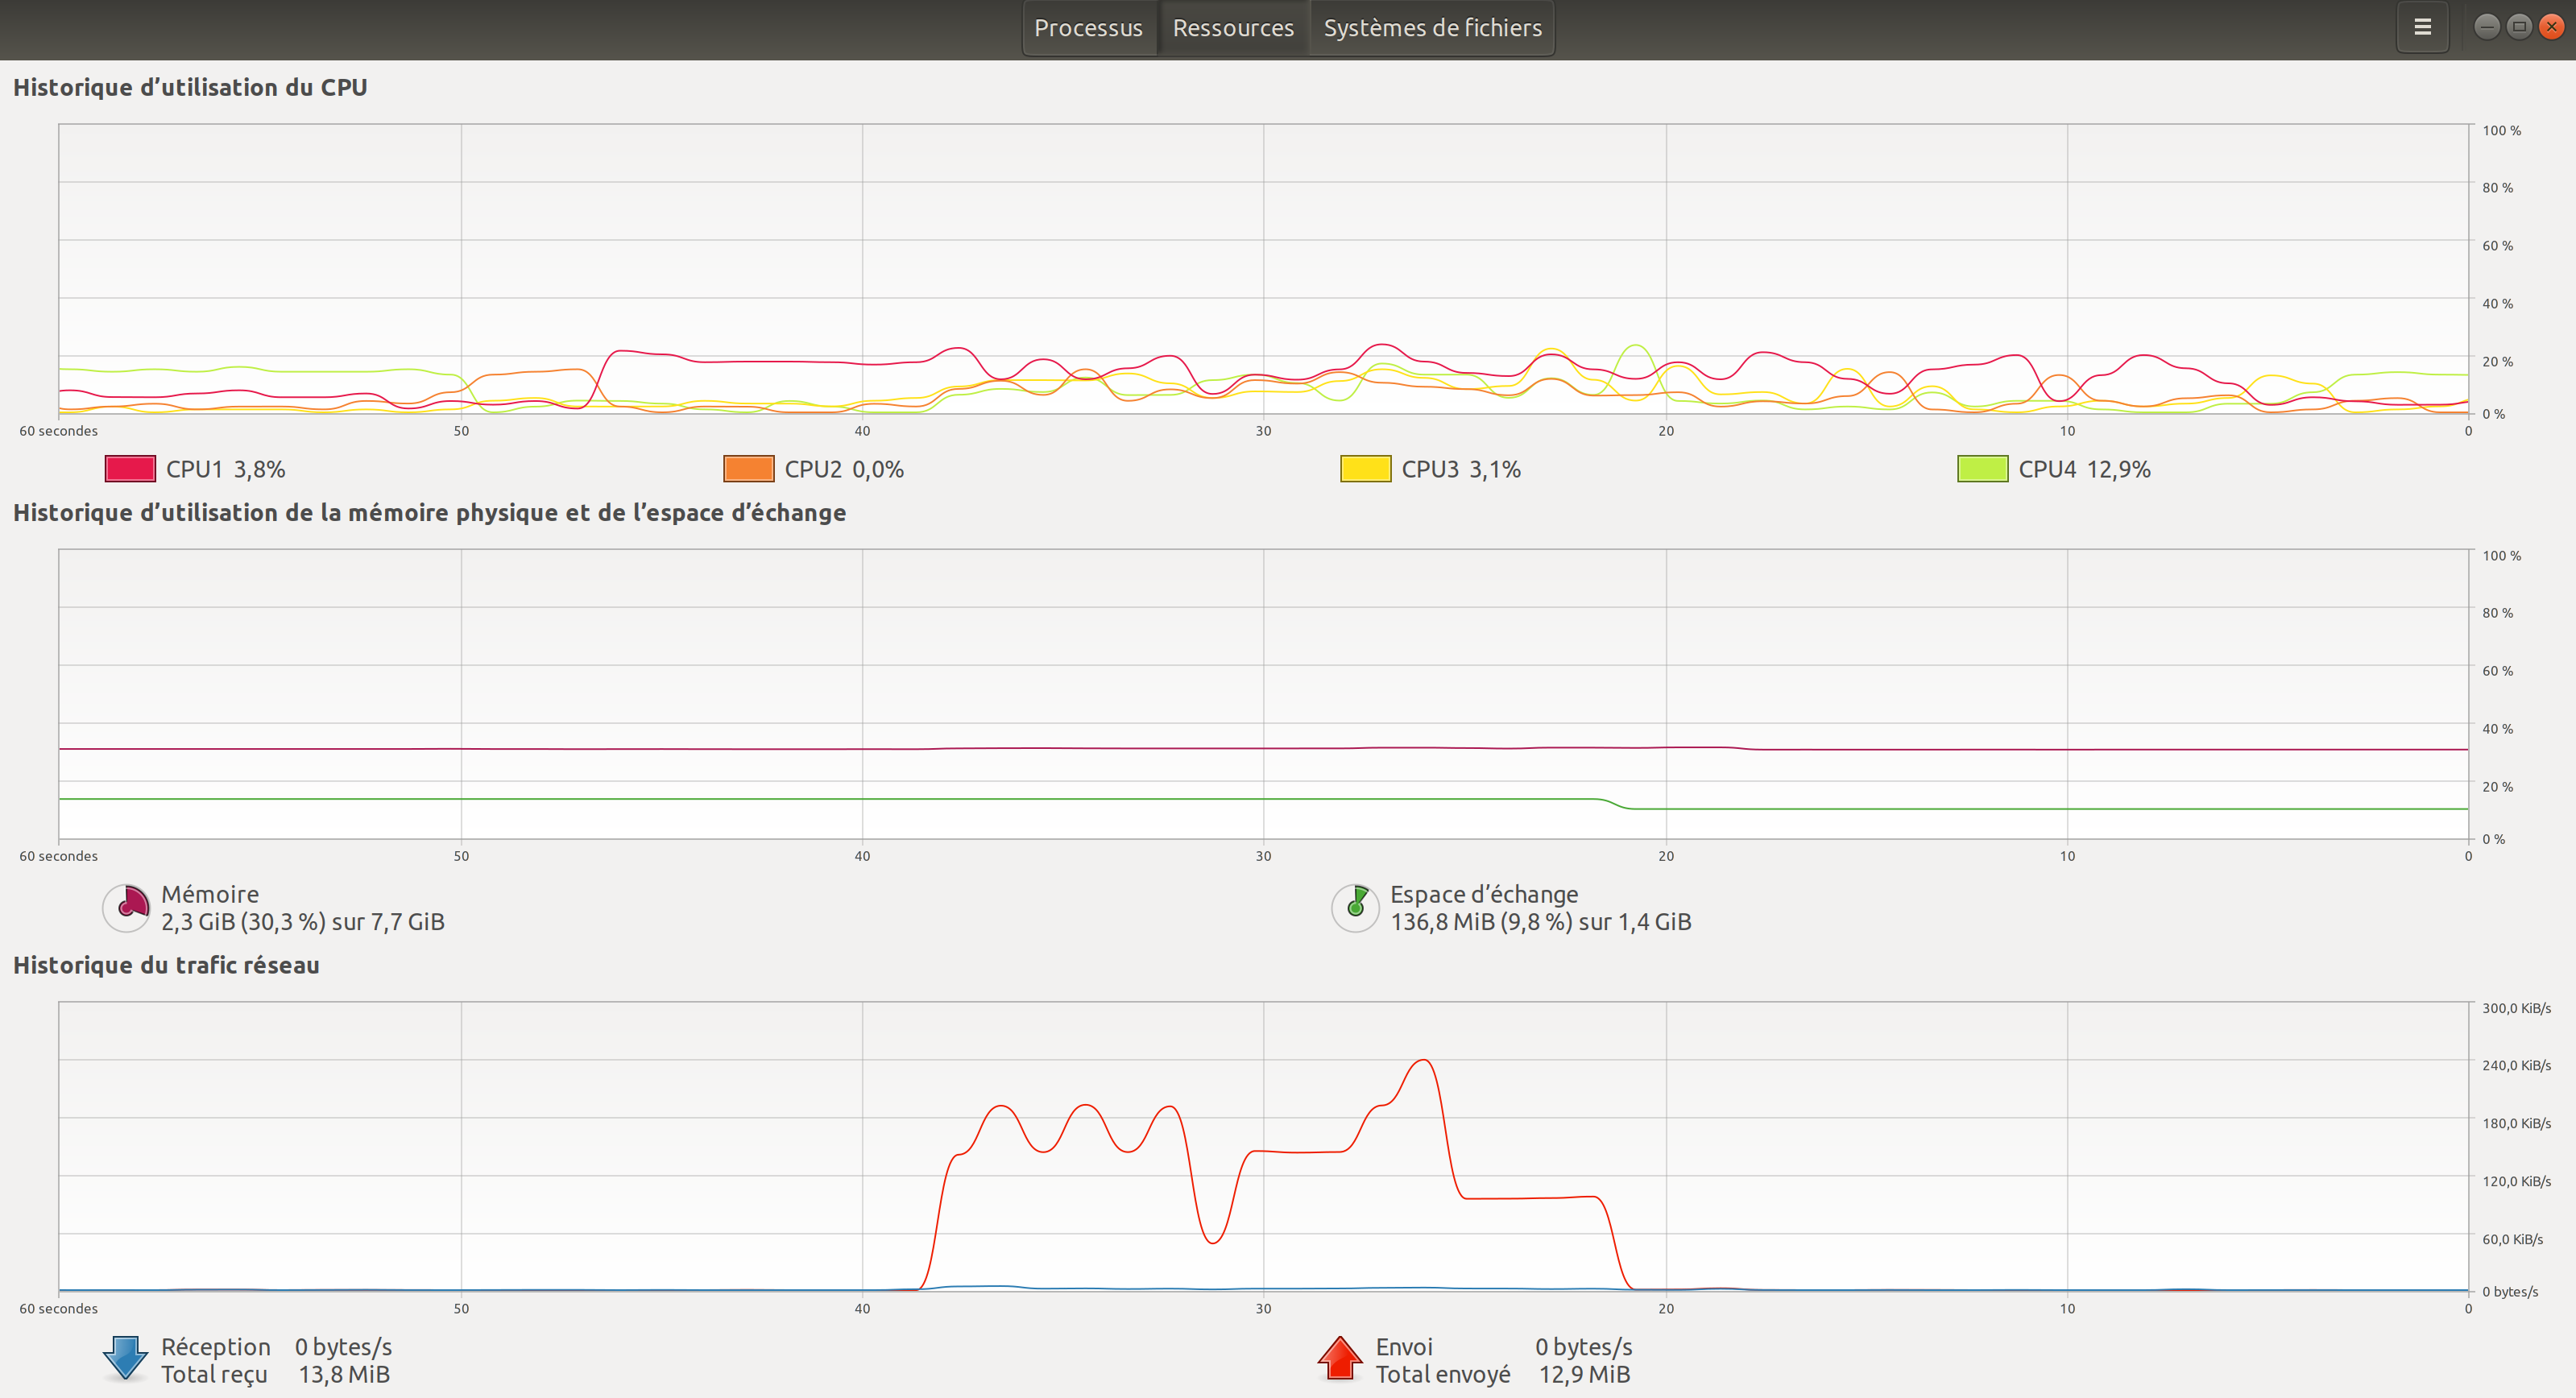 Processus Ressources Systèmes de fichiers
Historique d’utilisation du CPU
100 %
80 %
60 %
40 %
20 %
0 %
60 secondes 50 40 30 20 10 0
CPU1 3,8% CPU2 0,0% CPU3 3,1% CPU4 12,9%
Historique d’utilisation de la mémoire physique et de l’espace d’échange
100 %
80 %
60 %
40 %
20 %
0 %
60 secondes 50 40 30 20 10 0
Mémoire Espace d’échange
2,3 GiB (30,3 %) sur 7,7 GiB 136,8 MiB (9,8 %) sur 1,4 GiB
Historique du trafic réseau
300,0 KiB/s
240,0 KiB/s
180,0 KiB/s
120,0 KiB/s
60,0 KiB/s
0 bytes/s
60 secondes 50 40 30 20 10 0
Réception 0 bytes/s Envoi 0 bytes/s
Total reçu 13,8 MiB Total envoyé 12,9 MiB